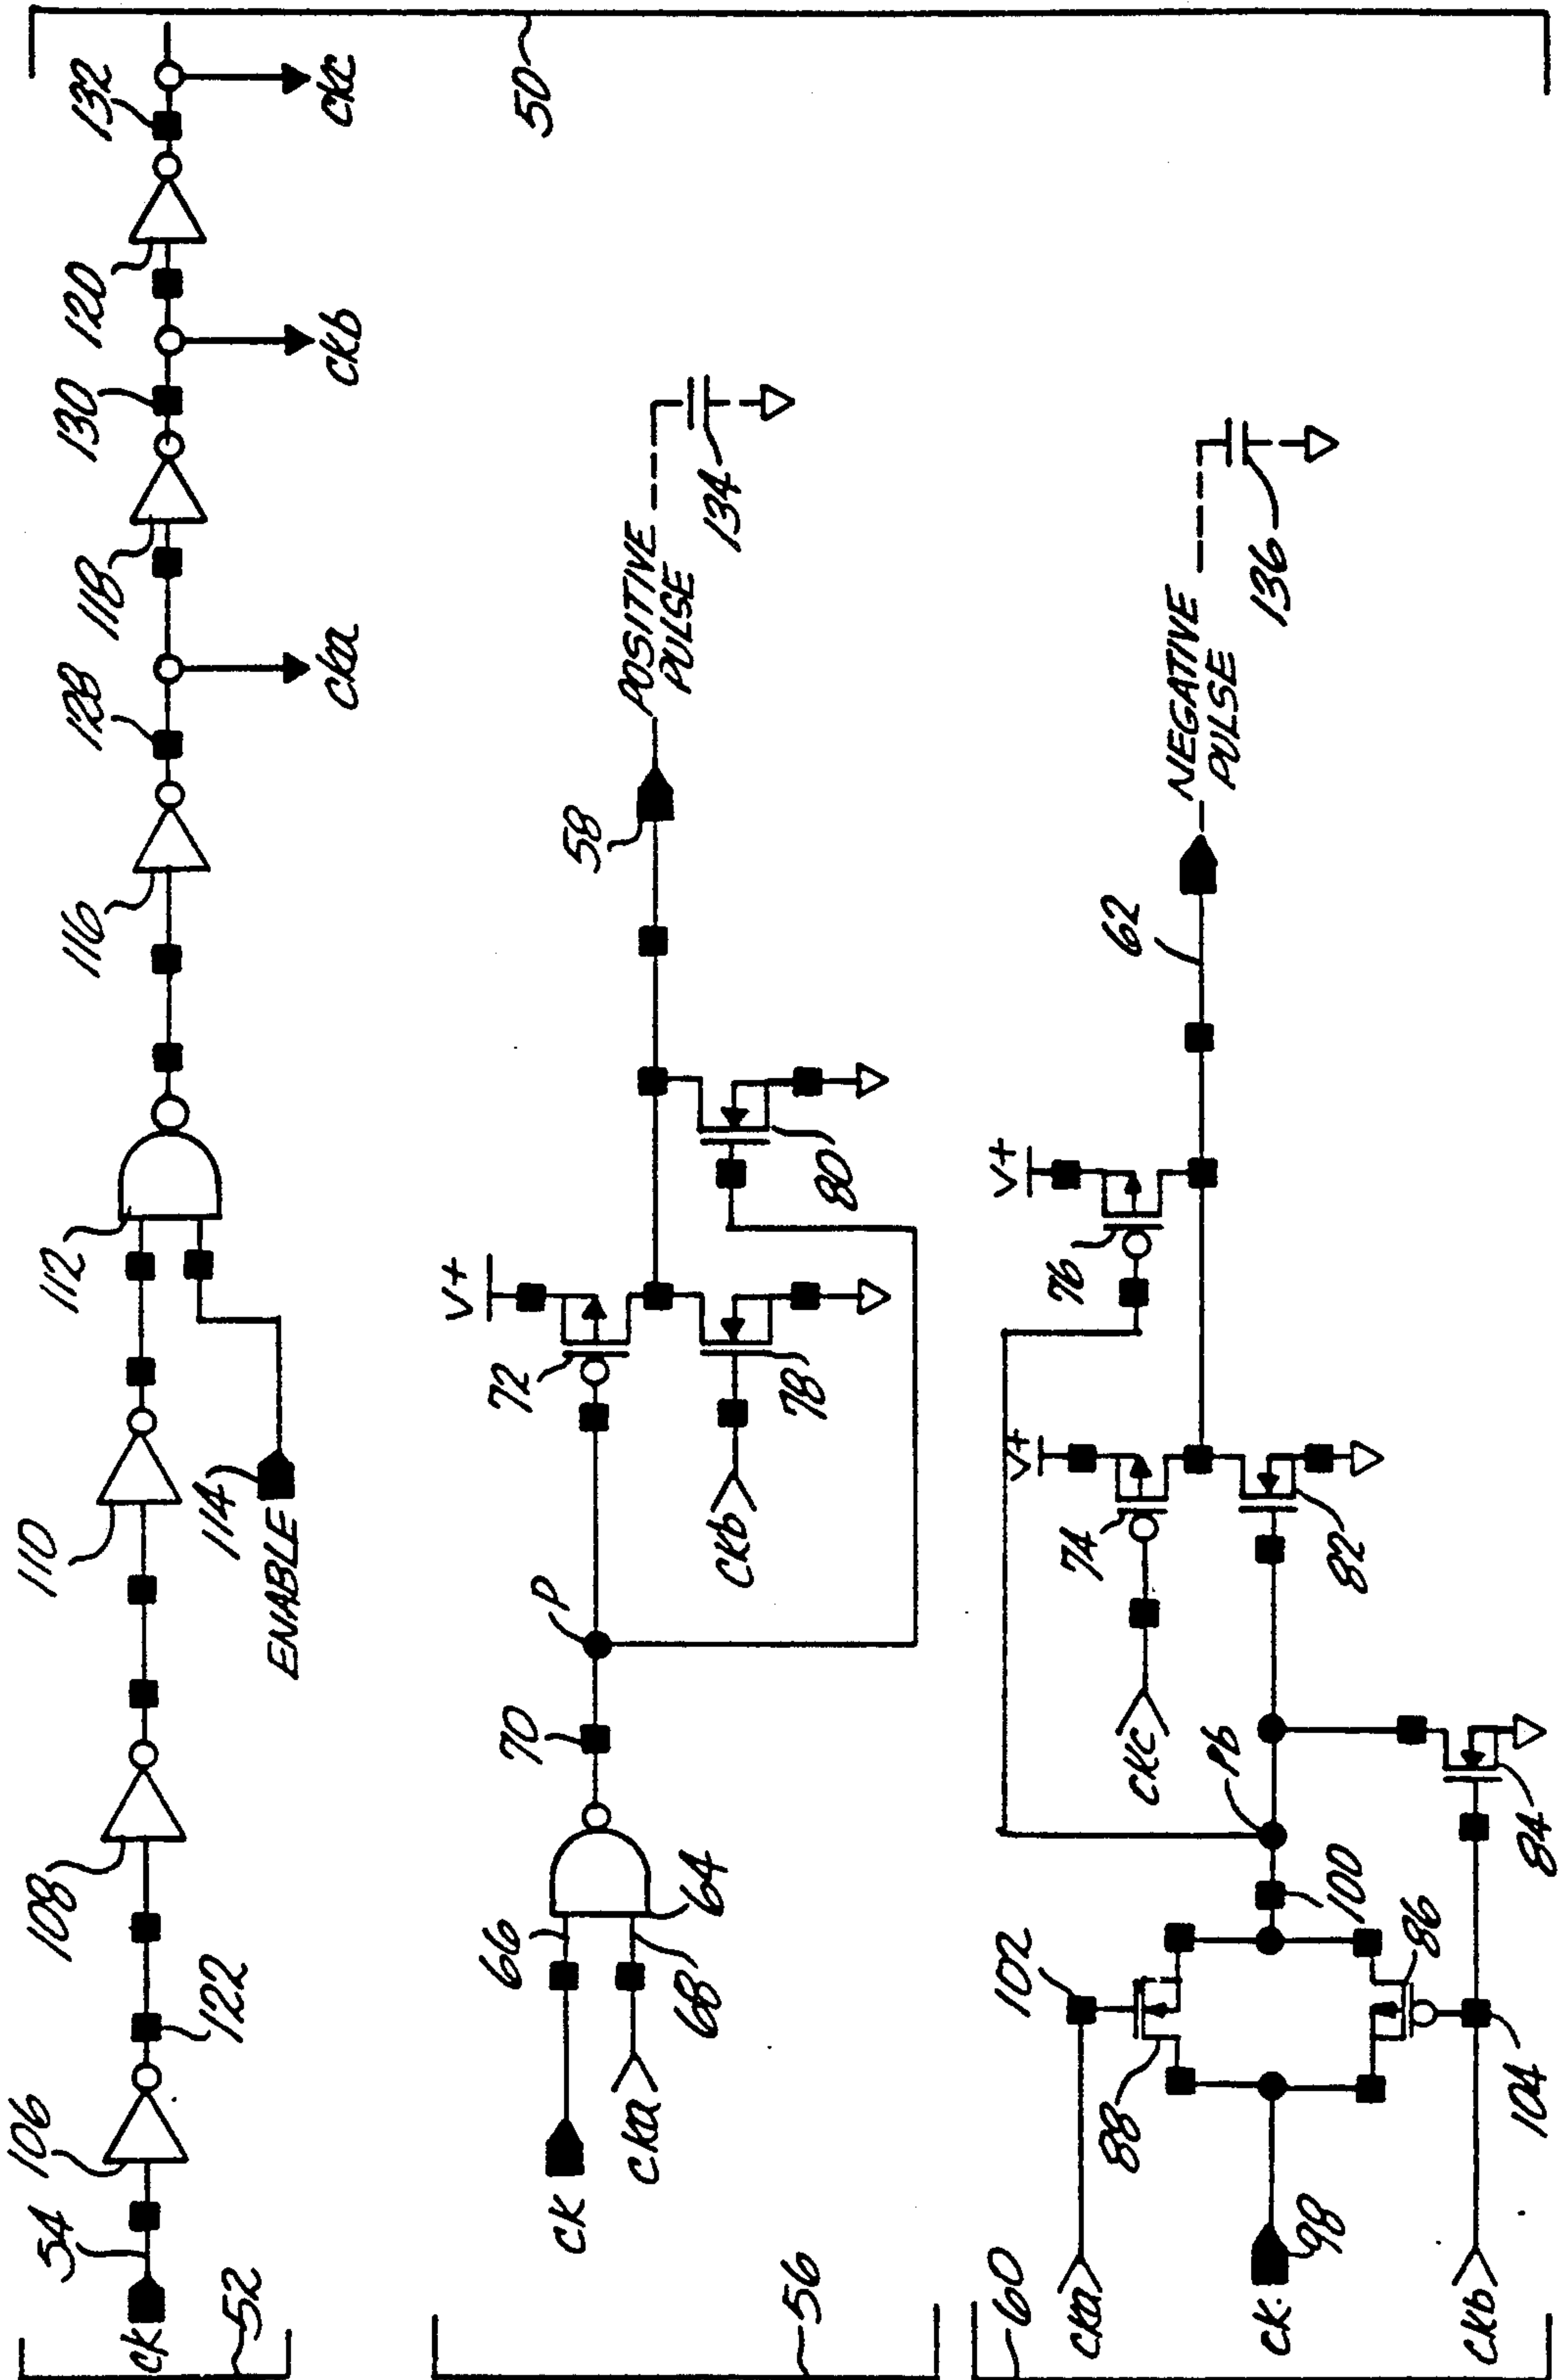 50
52
54
CK
106
122
108
110
112
114
ENABLE
116
128
cka
118
130
ckb
120
132
ckc
56
CK
cka
66
68
64
70
P
72
V+
ckb
78
80
58
POSITIVE
PULSE
134
60
cka
CK
98
ckb
102
88
104
86
100
Pb
84
ckc
74
V+
82
76
V+
62
NEGATIVE
PULSE
136